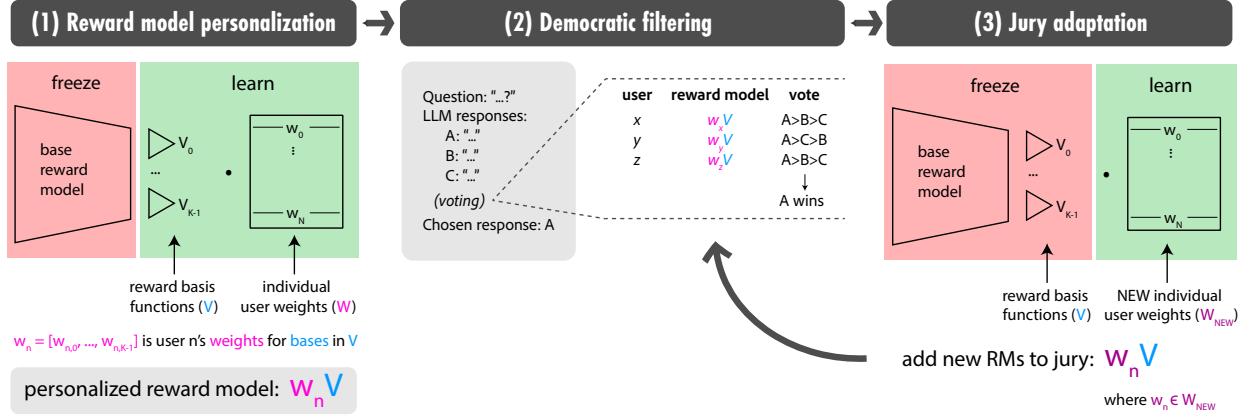 (1) Reward model personalization
(2) Democratic filtering
(3) Jury adaptation
freeze
learn
base
reward
model
V0
...
VK-1
•
w0
⋮
wN
reward basis
functions (V)
individual
user weights (W)
wn = [wn,0, ..., wn,K-1] is user n's weights for bases in V
personalized reward model: wnV
Question: "...?"
LLM responses:
A: "..."
B: "..."
C: "..."
(voting)
Chosen response: A
user reward model vote
x wxV A>B>C
y wyV A>C>B
z wzV A>B>C
A wins
freeze
learn
base
reward
model
V0
...
VK-1
•
w0
⋮
wN
reward basis
functions (V)
NEW individual
user weights (WNEW)
add new RMs to jury: wnV
where wn ∈ WNEW